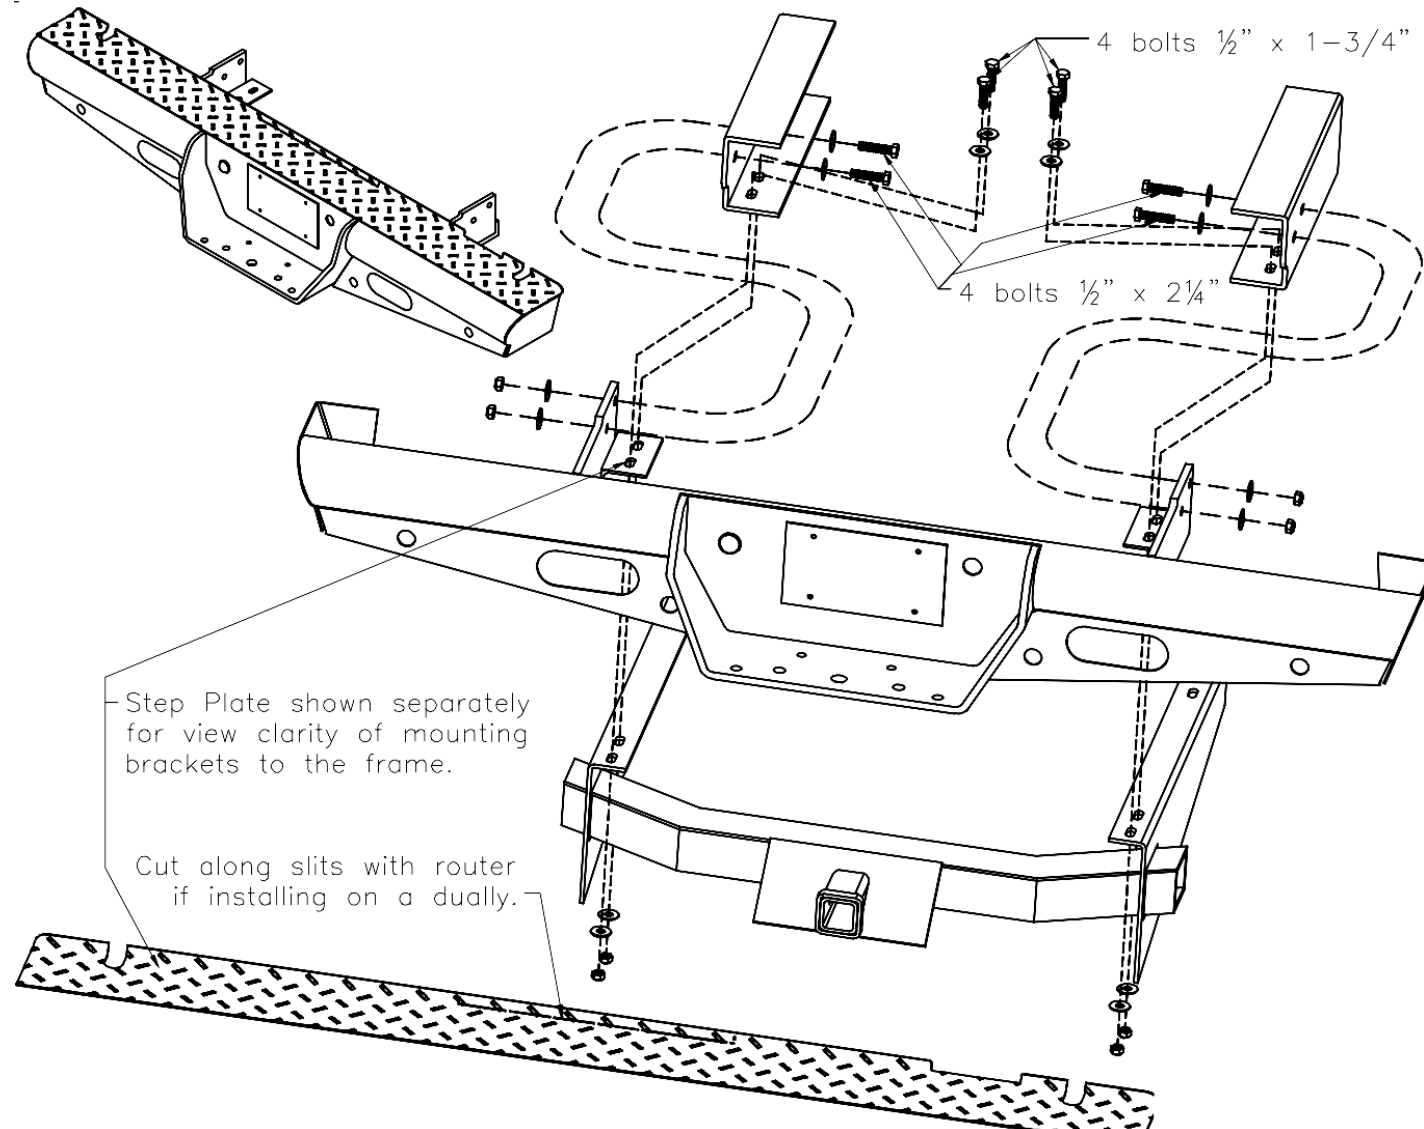 4 bolts ½” x 1-3/4”
4 bolts ½” x 2¼”
Step Plate shown separately
for view clarity of mounting
brackets to the frame.
Cut along slits with router
if installing on a dually.